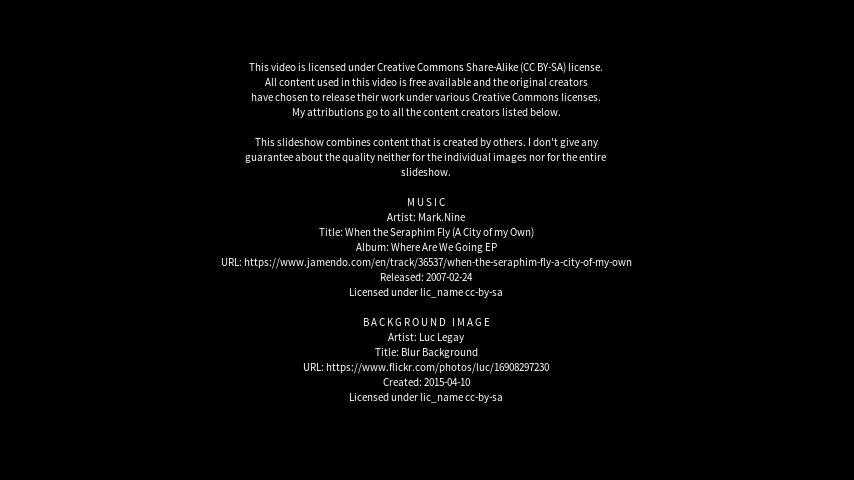 This video is licensed under Creative Commons Share-Alike (CC BY-SA) license.
All content used in this video is free available and the original creators
have chosen to release their work under various Creative Commons licenses.
My attributions go to all the content creators listed below.
This slideshow combines content that is created by others. I don't give any
guarantee about the quality neither for the individual images nor for the entire
slideshow.
MUSIC
Artist: Mark.Nine
Title: When the Seraphim Fly (A City of my Own)
Album: Where Are We Going EP
URL: https://www.jamendo.com/en/track/36537/when-the-seraphim-fly-a-city-of-my-own
Released: 2007-02-24
Licensed under lic_name cc-by-sa
BACKGROUND IMAGE
Artist: Luc Legay
Title: Blur Background
URL: https://www.flickr.com/photos/luc/16908297230
Created: 2015-04-10
Licensed under lic_name cc-by-sa